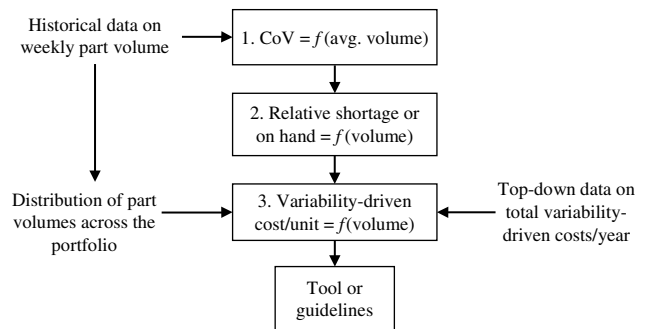 Historical data on
weekly part volume
1. CoV = f(avg. volume)
2. Relative shortage or
on hand = f(volume)
Distribution of part
volumes across the
portfolio
3. Variability-driven
cost/unit = f(volume)
Top-down data on
total variability-
driven costs/year
Tool or
guidelines